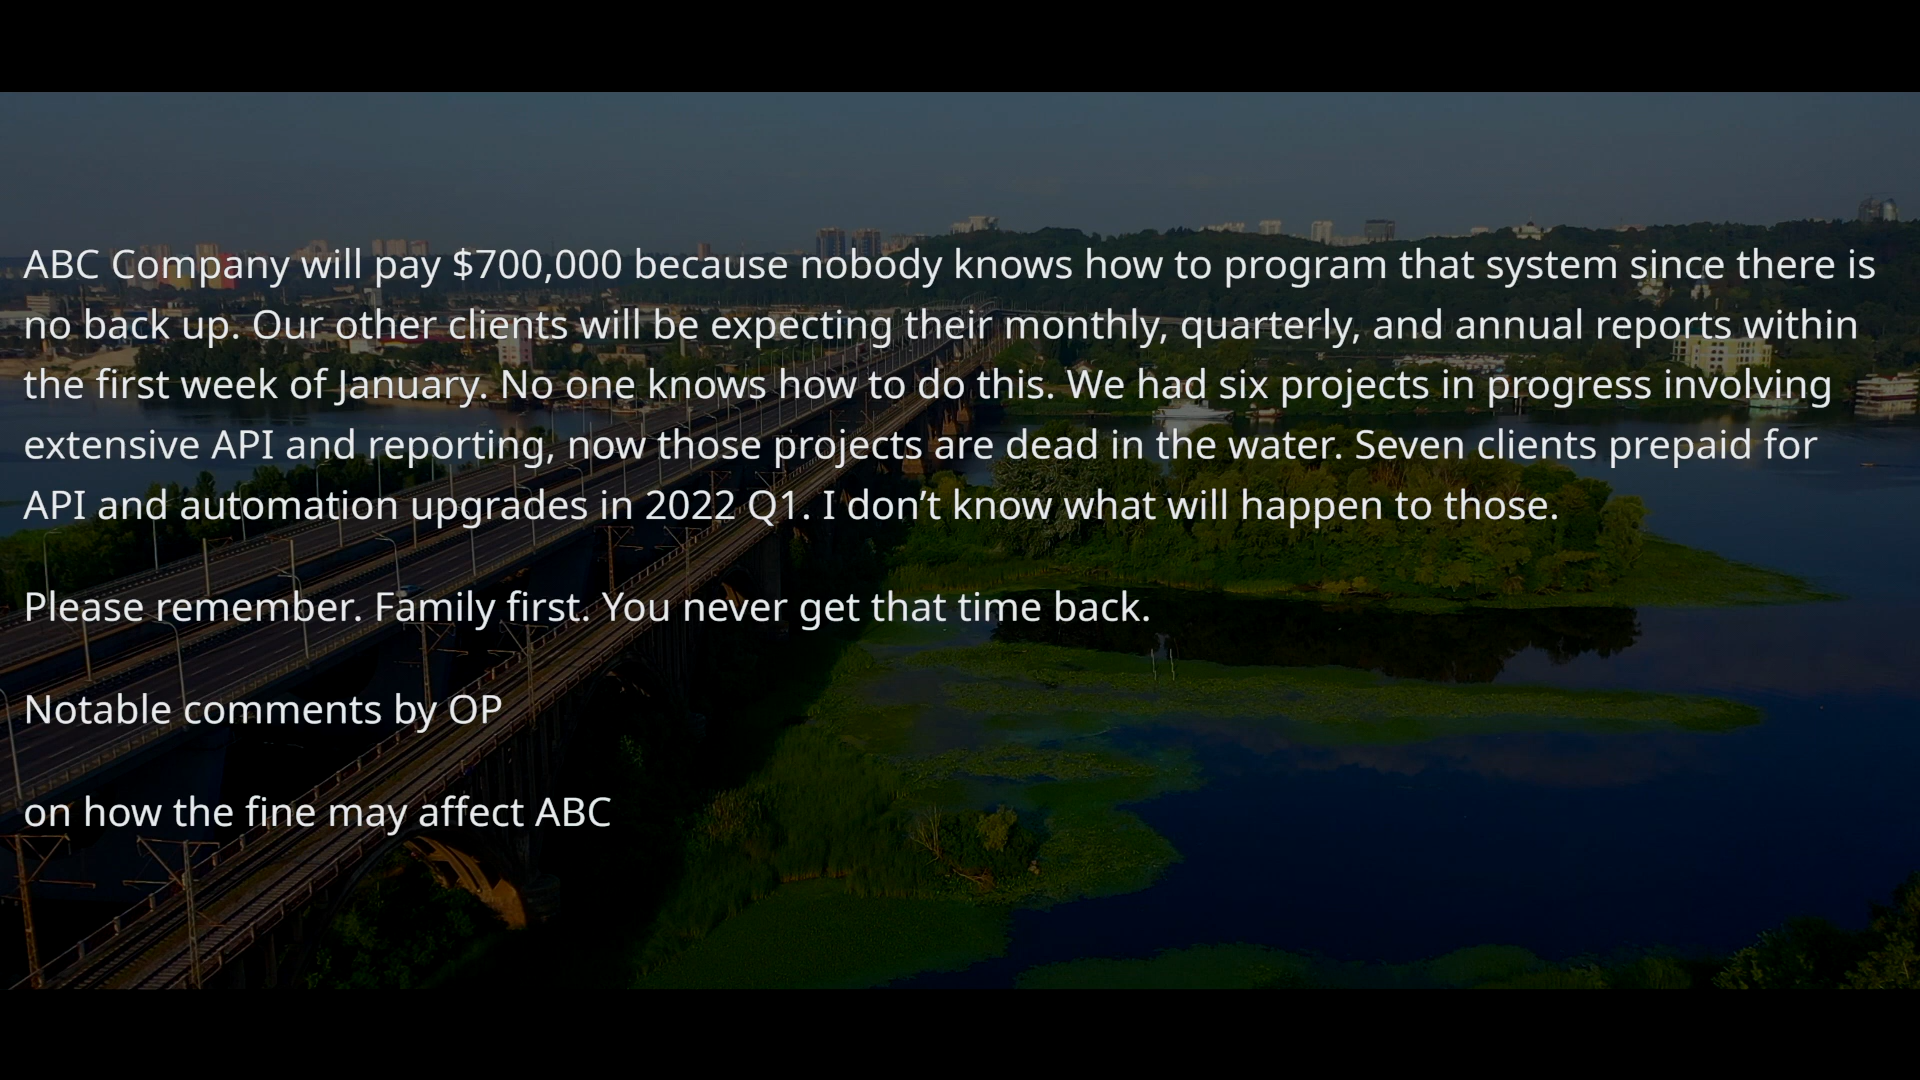 ABC Company will pay $700,000 because nobody knows how to program that system since there is
no back up. Our other clients will be expecting their monthly, quarterly, and annual reports within
the first week of January. No one knows how to do this. We had six projects in progress involving
extensive API and reporting, now those projects are dead in the water. Seven clients prepaid for
API and automation upgrades in 2022 Q1. I don’t know what will happen to those.
Please remember. Family first. You never get that time back.
Notable comments by OP
on how the fine may affect ABC